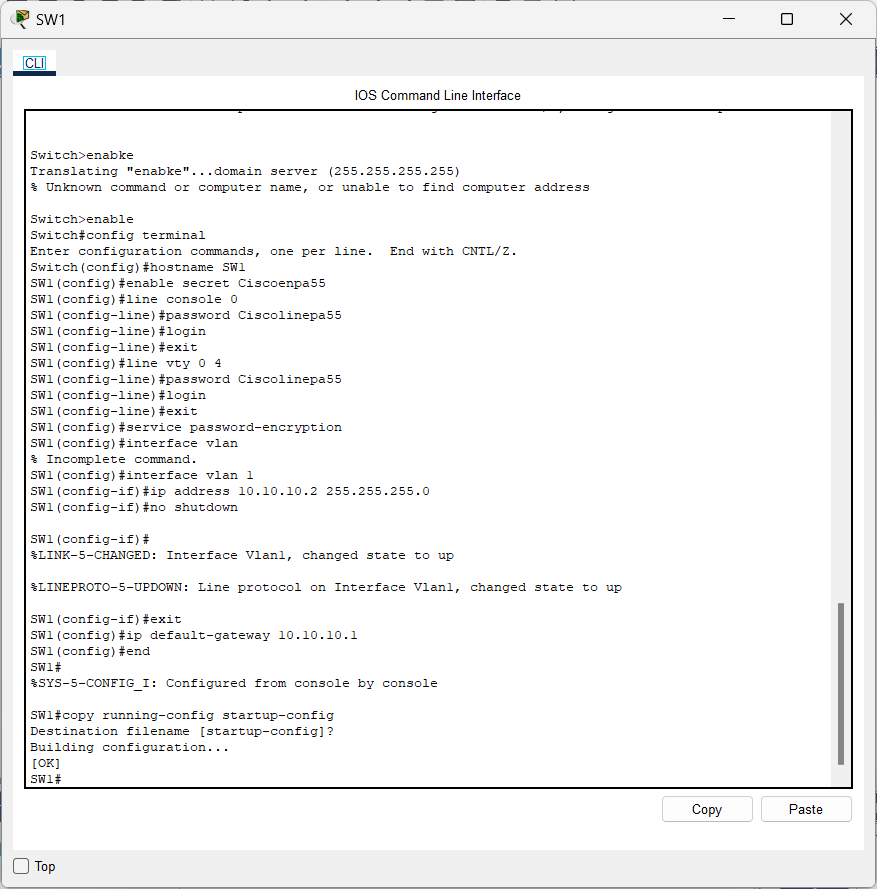 SW1
CLI
IOS Command Line Interface
Switch>enabke
Translating "enabke"...domain server (255.255.255.255)
% Unknown command or computer name, or unable to find computer address
Switch>enable
Switch#config terminal
Enter configuration commands, one per line.  End with CNTL/Z.
Switch(config)#hostname SW1
SW1(config)#enable secret Ciscoenpa55
SW1(config)#line console 0
SW1(config-line)#password Ciscolinepa55
SW1(config-line)#login
SW1(config-line)#exit
SW1(config)#line vty 0 4
SW1(config-line)#password Ciscolinepa55
SW1(config-line)#login
SW1(config-line)#exit
SW1(config)#service password-encryption
SW1(config)#interface vlan
% Incomplete command.
SW1(config)#interface vlan 1
SW1(config-if)#ip address 10.10.10.2 255.255.255.0
SW1(config-if)#no shutdown
SW1(config-if)#
%LINK-5-CHANGED: Interface Vlan1, changed state to up
%LINEPROTO-5-UPDOWN: Line protocol on Interface Vlan1, changed state to up
SW1(config-if)#exit
SW1(config)#ip default-gateway 10.10.10.1
SW1(config)#end
SW1#
%SYS-5-CONFIG_I: Configured from console by console
SW1#copy running-config startup-config
Destination filename [startup-config]?
Building configuration...
[OK]
SW1#
Copy
Paste
Top